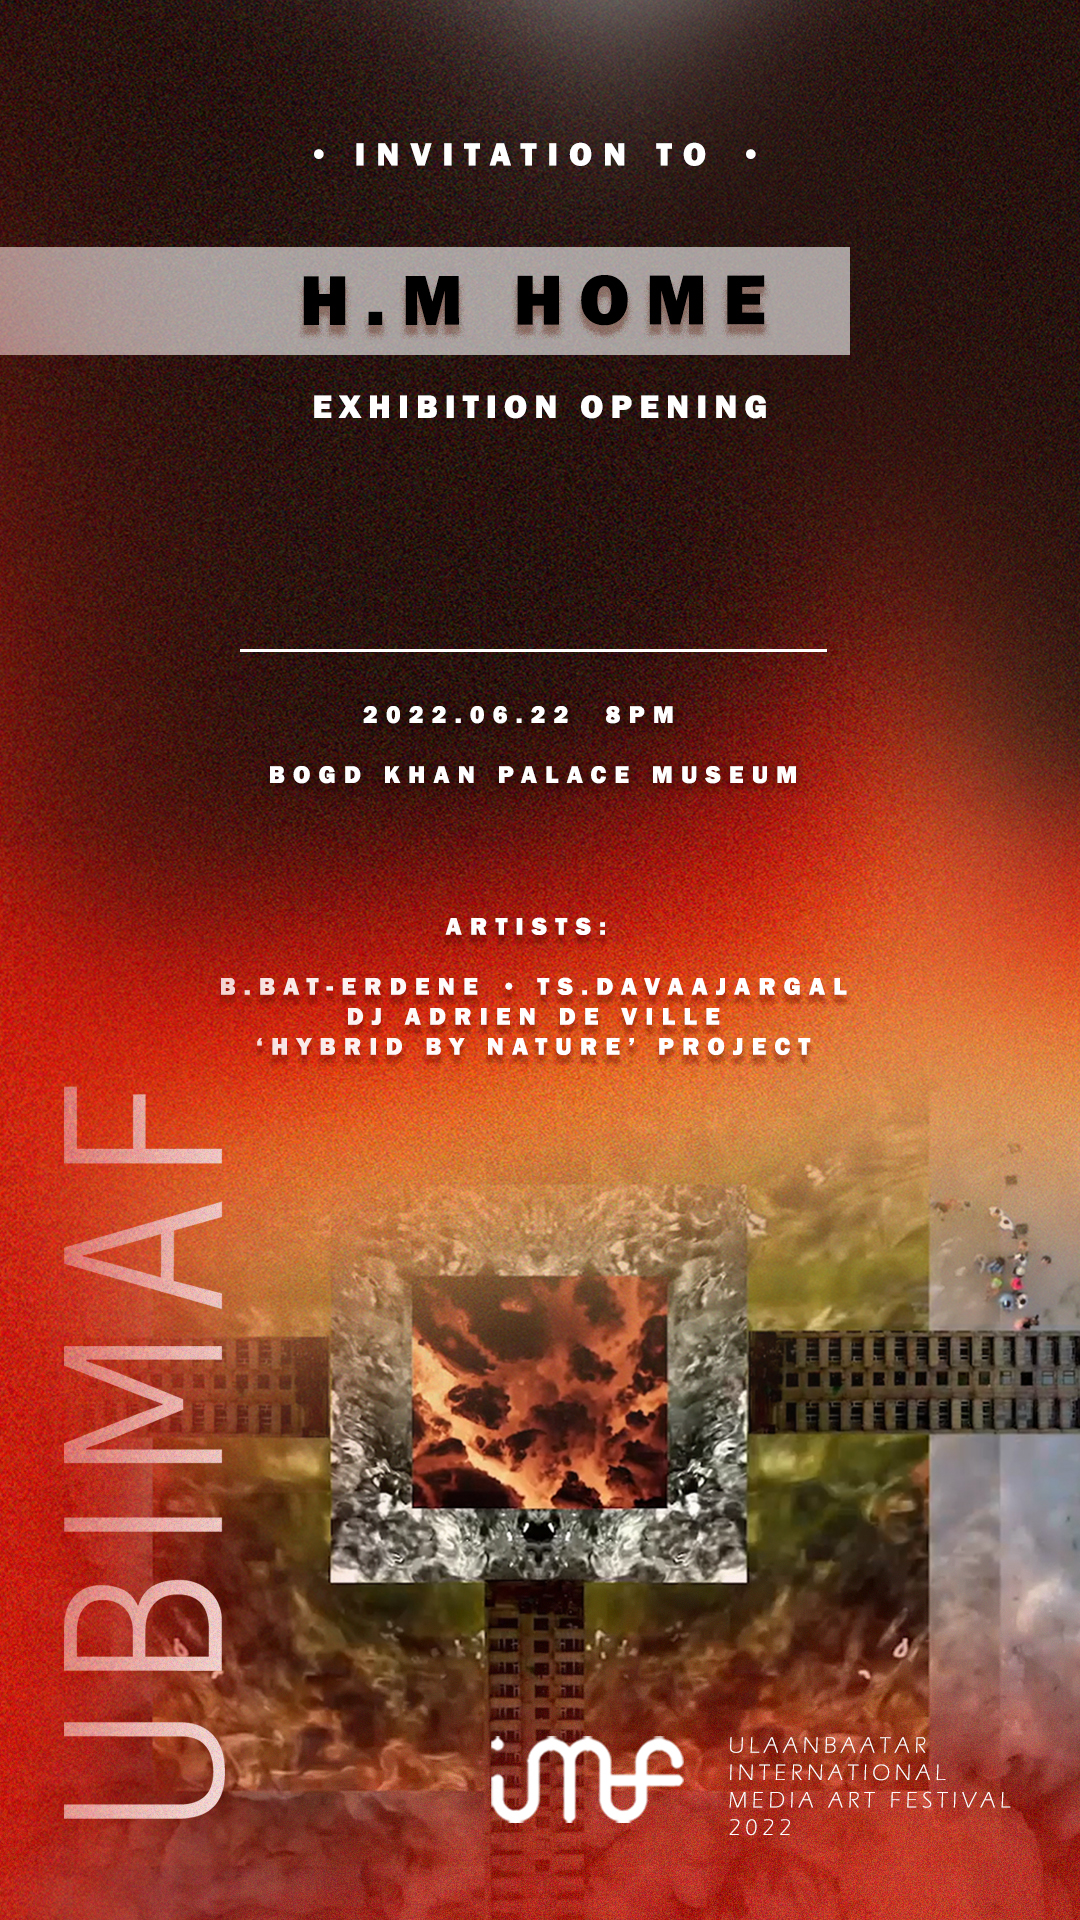 • INVITATION TO •
H.M HOME
EXHIBITION OPENING
2022.06.22 8PM
BOGD KHAN PALACE MUSEUM
ARTISTS:
B.BAT-ERDENE • TS.DAVAAJARGAL
DJ ADRIEN DE VILLE
‘HYBRID BY NATURE’ PROJECT
UBIMAF
imaf
ULAANBAATAR
INTERNATIONAL
MEDIA ART FESTIVAL
2022